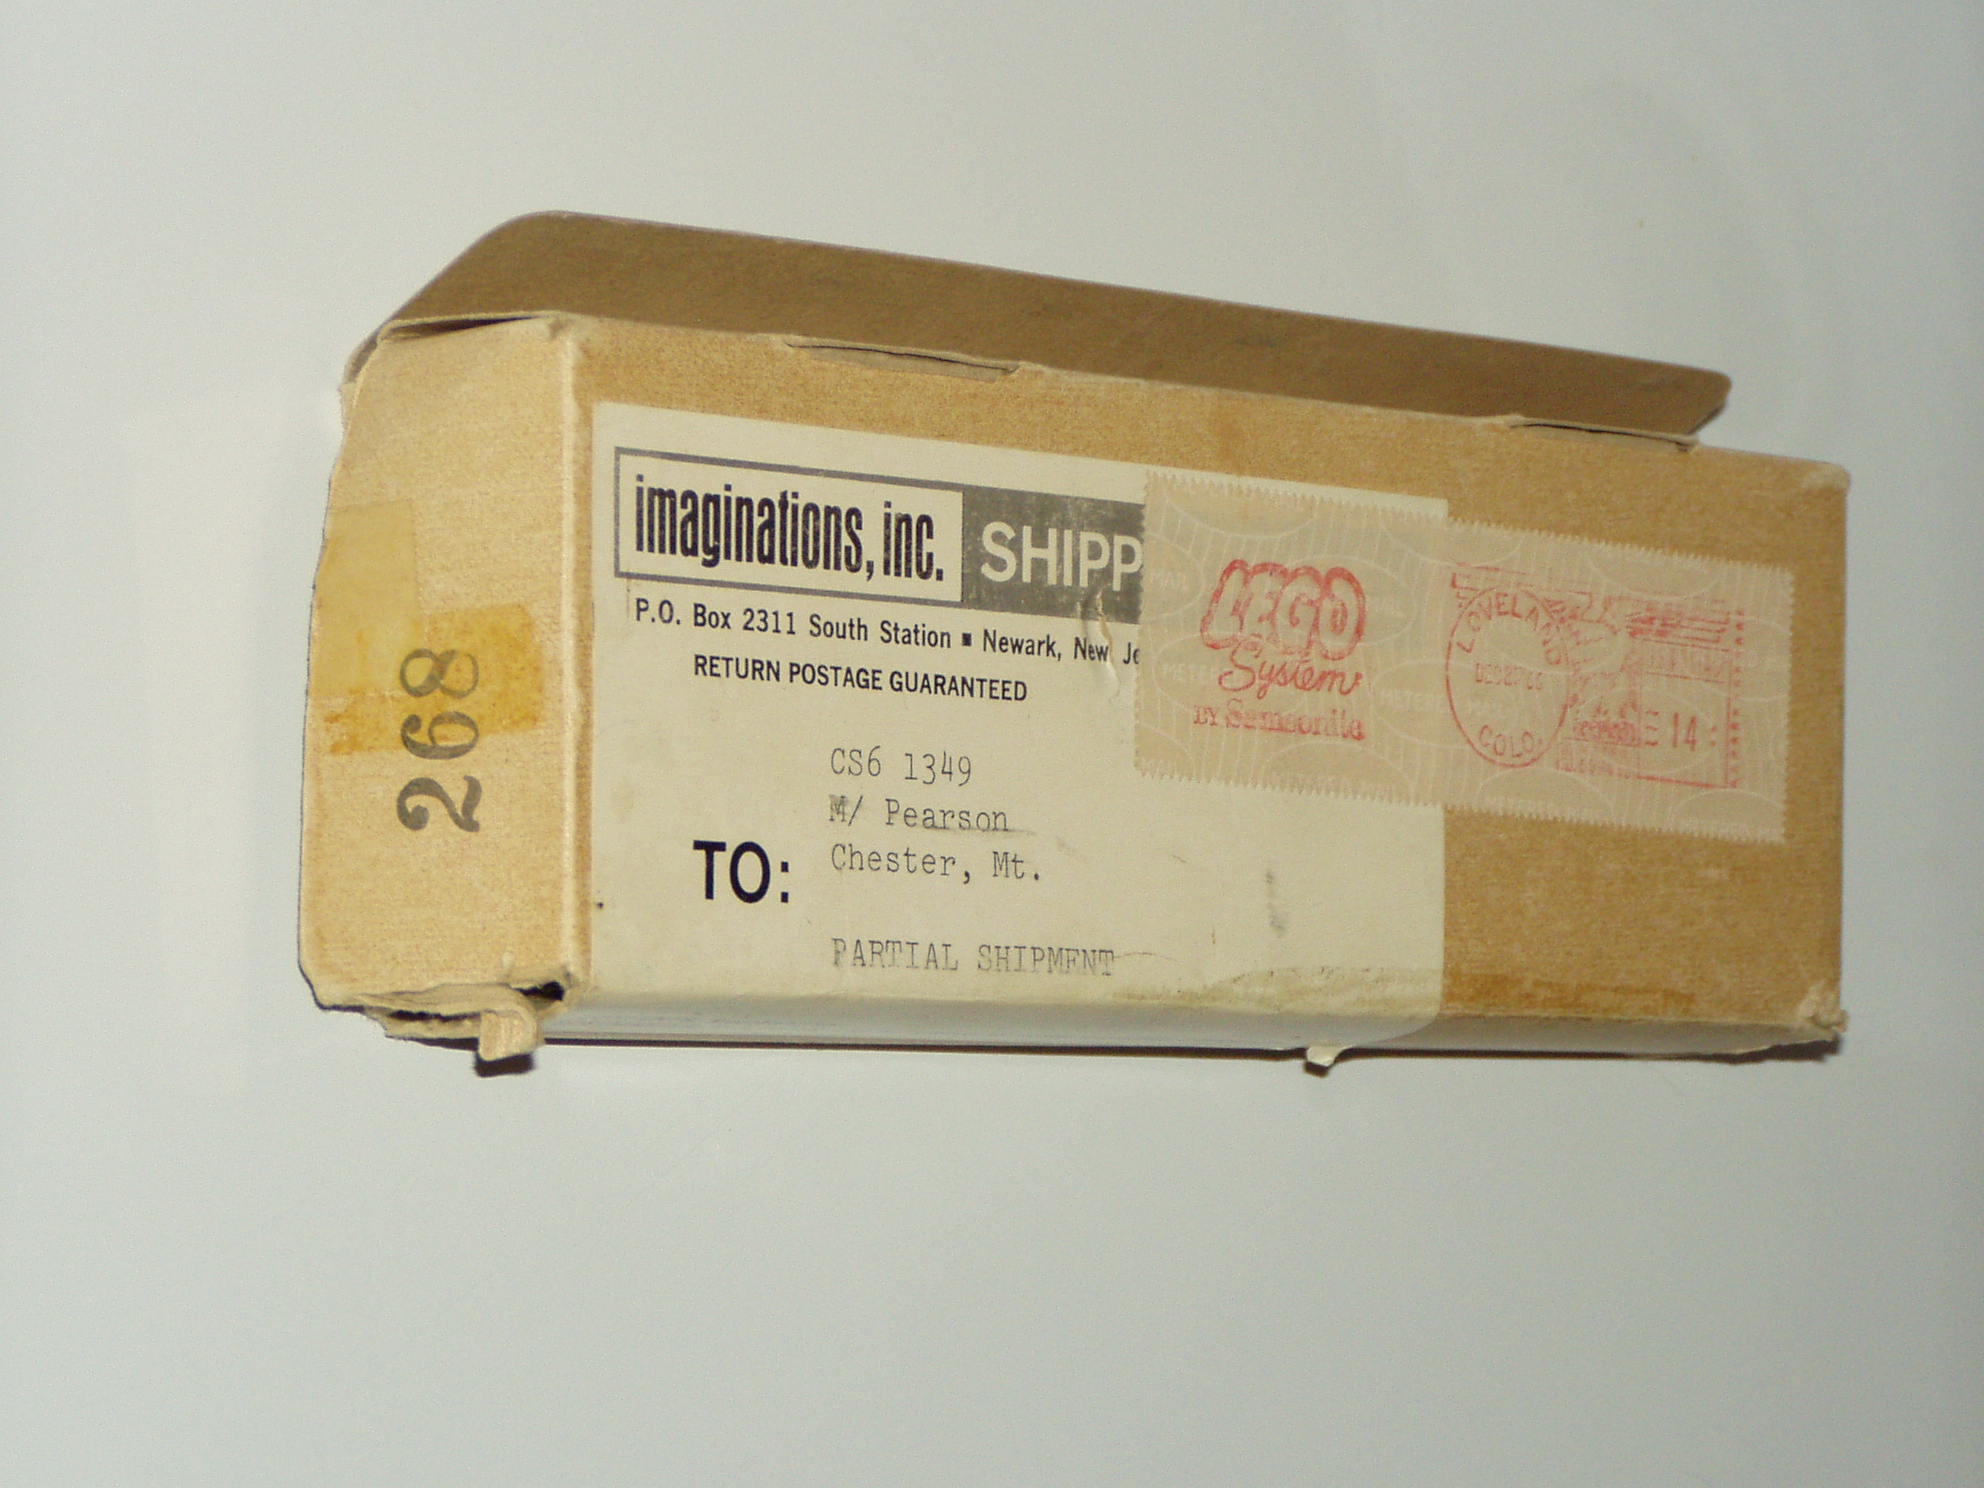 268
imaginations, inc. SHIPP
P.O. Box 2311 South Station ▪ Newark, New Je
RETURN POSTAGE GUARANTEED
TO:
CS6 1349
M/ Pearson
Chester, Mt.
PARTIAL SHIPMENT
LEGO
System
BY Samsonite
LOVELAND
COLO.
14